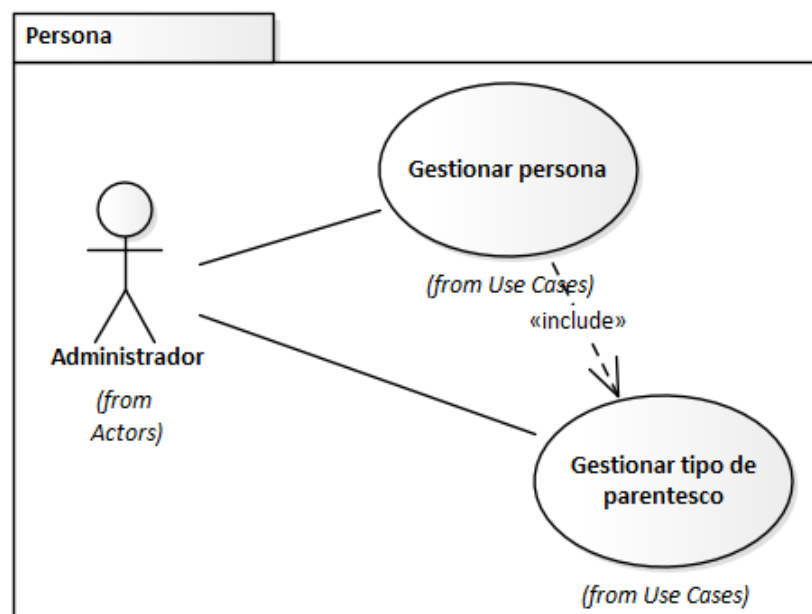 Persona
Gestionar persona
(from Use Cases)
«include»
Administrador
(from
Actors)
Gestionar tipo de
parentesco
(from Use Cases)